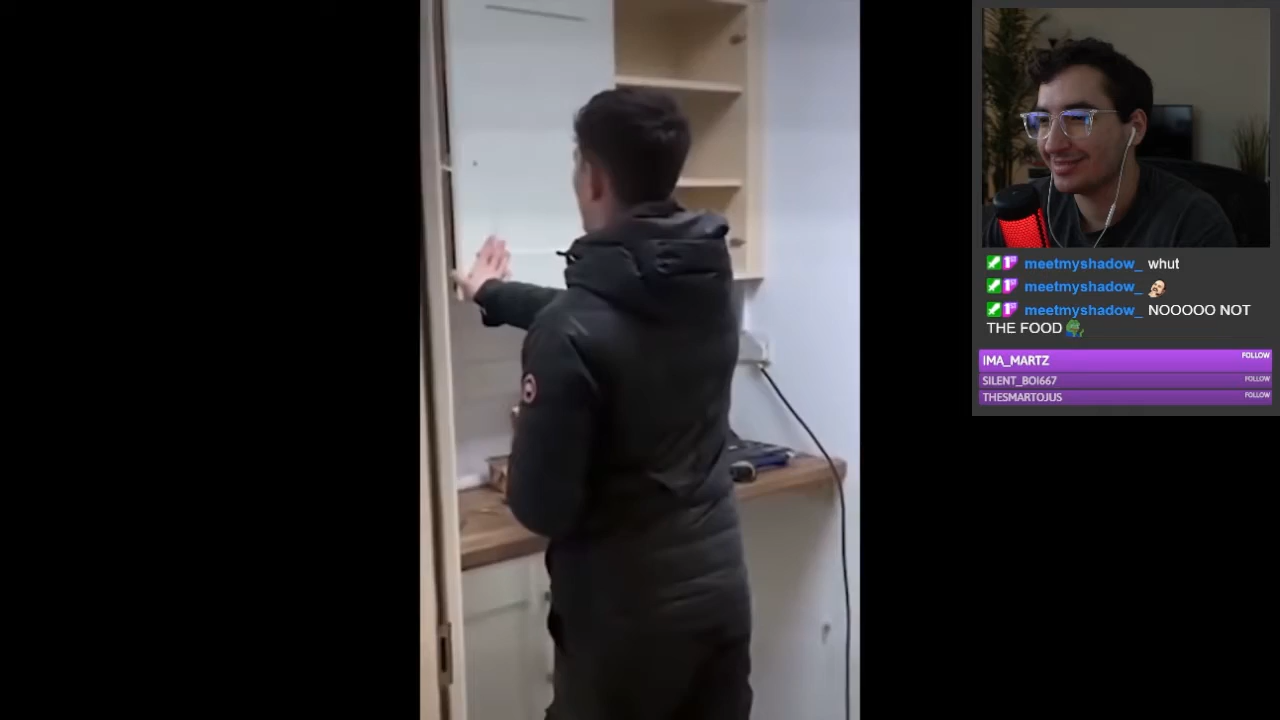 meetmyshadow_ whut
meetmyshadow_
meetmyshadow_ NOOOOO NOT
THE FOOD
IMA_MARTZ FOLLOW
SILENT_BOI667 FOLLOW
THESMARTOJUS FOLLOW